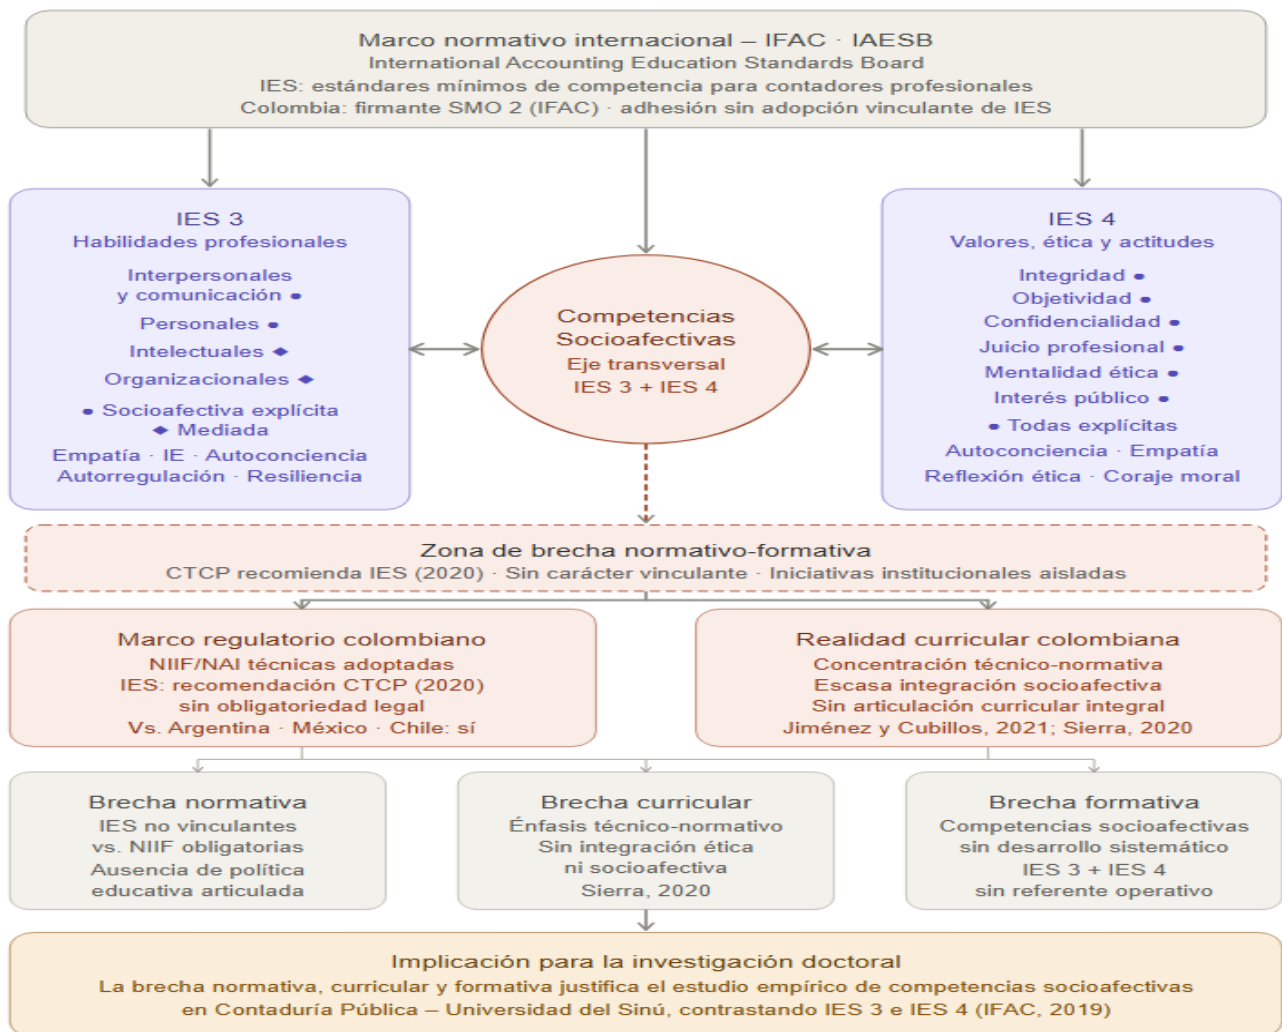 Marco normativo internacional – IFAC · IAESB
International Accounting Education Standards Board
IES: estándares mínimos de competencia para contadores profesionales
Colombia: firmante SMO 2 (IFAC) · adhesión sin adopción vinculante de IES
IES 3
Habilidades profesionales
Interpersonales
y comunicación ●
Personales ●
Intelectuales ◆
Organizacionales ◆
● Socioafectiva explícita
◆ Mediada
Empatía · IE · Autoconciencia
Autorregulación · Resiliencia
Competencias
Socioafectivas
Eje transversal
IES 3 + IES 4
IES 4
Valores, ética y actitudes
Integridad ●
Objetividad ●
Confidencialidad ●
Juicio profesional ●
Mentalidad ética ●
Interés público ●
● Todas explícitas
Autoconciencia · Empatía
Reflexión ética · Coraje moral
Zona de brecha normativo-formativa
CTCP recomienda IES (2020) · Sin carácter vinculante · Iniciativas institucionales aisladas
Marco regulatorio colombiano
NIIF/NAI técnicas adoptadas
IES: recomendación CTCP (2020)
sin obligatoriedad legal
Vs. Argentina · México · Chile: sí
Realidad curricular colombiana
Concentración técnico-normativa
Escasa integración socioafectiva
Sin articulación curricular integral
Jiménez y Cubillos, 2021; Sierra, 2020
Brecha normativa
IES no vinculantes
vs. NIIF obligatorias
Ausencia de política
educativa articulada
Brecha curricular
Énfasis técnico-normativo
Sin integración ética
ni socioafectiva
Sierra, 2020
Brecha formativa
Competencias socioafectivas
sin desarrollo sistemático
IES 3 + IES 4
sin referente operativo
Implicación para la investigación doctoral
La brecha normativa, curricular y formativa justifica el estudio empírico de competencias socioafectivas
en Contaduría Pública – Universidad del Sinú, contrastando IES 3 e IES 4 (IFAC, 2019)